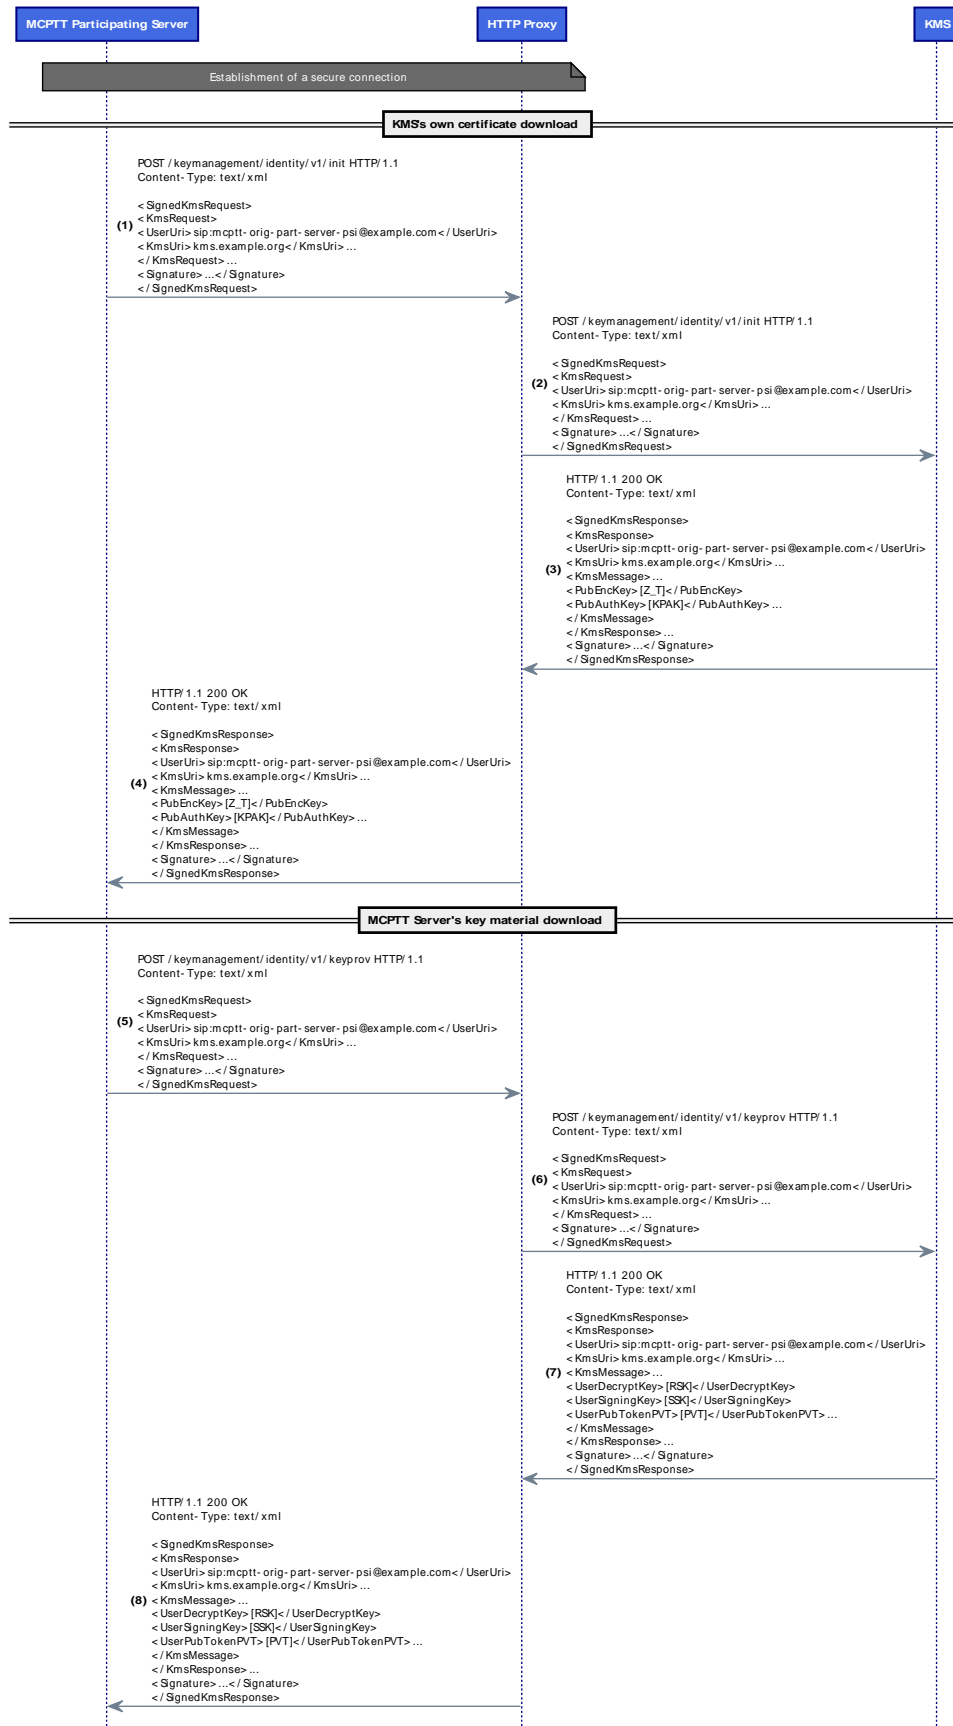 MCPTT Participating Server
HTTP Proxy
KMS
Establishment of a secure connection
KMS's own certificate download
POST /keymanagement/identity/v1/init HTTP/1.1
Content-Type: text/xml
<SignedKmsRequest>
<KmsRequest>
(1)
<UserUri>sip:mcptt-orig-part-server-psi@example.com</UserUri>
<KmsUri>kms.example.org</KmsUri>...
</KmsRequest>...
<Signature>...</Signature>
</SignedKmsRequest>
POST /keymanagement/identity/v1/init HTTP/1.1
Content-Type: text/xml
<SignedKmsRequest>
<KmsRequest>
(2)
<UserUri>sip:mcptt-orig-part-server-psi@example.com</UserUri>
<KmsUri>kms.example.org</KmsUri>...
</KmsRequest>...
<Signature>...</Signature>
</SignedKmsRequest>
HTTP/1.1 200 OK
Content-Type: text/xml
<SignedKmsResponse>
<KmsResponse>
<UserUri>sip:mcptt-orig-part-server-psi@example.com</UserUri>
<KmsUri>kms.example.org</KmsUri>...
(3)
<KmsMessage>...
<PubEncKey>[Z_T]</PubEncKey>
<PubAuthKey>[KPAK]</PubAuthKey>...
</KmsMessage>
</KmsResponse>...
<Signature>...</Signature>
</SignedKmsResponse>
HTTP/1.1 200 OK
Content-Type: text/xml
<SignedKmsResponse>
<KmsResponse>
<UserUri>sip:mcptt-orig-part-server-psi@example.com</UserUri>
<KmsUri>kms.example.org</KmsUri>...
(4)
<KmsMessage>...
<PubEncKey>[Z_T]</PubEncKey>
<PubAuthKey>[KPAK]</PubAuthKey>...
</KmsMessage>
</KmsResponse>...
<Signature>...</Signature>
</SignedKmsResponse>
MCPTT Server's key material download
POST /keymanagement/identity/v1/keyprov HTTP/1.1
Content-Type: text/xml
<SignedKmsRequest>
<KmsRequest>
(5)
<UserUri>sip:mcptt-orig-part-server-psi@example.com</UserUri>
<KmsUri>kms.example.org</KmsUri>...
</KmsRequest>...
<Signature>...</Signature>
</SignedKmsRequest>
POST /keymanagement/identity/v1/keyprov HTTP/1.1
Content-Type: text/xml
<SignedKmsRequest>
<KmsRequest>
(6)
<UserUri>sip:mcptt-orig-part-server-psi@example.com</UserUri>
<KmsUri>kms.example.org</KmsUri>...
</KmsRequest>...
<Signature>...</Signature>
</SignedKmsRequest>
HTTP/1.1 200 OK
Content-Type: text/xml
<SignedKmsResponse>
<KmsResponse>
<UserUri>sip:mcptt-orig-part-server-psi@example.com</UserUri>
<KmsUri>kms.example.org</KmsUri>...
(7) <KmsMessage>...
<UserDecryptKey>[RSK]</UserDecryptKey>
<UserSigningKey>[SSK]</UserSigningKey>
<UserPubTokenPVT>[PVT]</UserPubTokenPVT>...
</KmsMessage>
</KmsResponse>...
<Signature>...</Signature>
</SignedKmsResponse>
HTTP/1.1 200 OK
Content-Type: text/xml
<SignedKmsResponse>
<KmsResponse>
<UserUri>sip:mcptt-orig-part-server-psi@example.com</UserUri>
<KmsUri>kms.example.org</KmsUri>...
(8) <KmsMessage>...
<UserDecryptKey>[RSK]</UserDecryptKey>
<UserSigningKey>[SSK]</UserSigningKey>
<UserPubTokenPVT>[PVT]</UserPubTokenPVT>...
</KmsMessage>
</KmsResponse>...
<Signature>...</Signature>
</SignedKmsResponse>